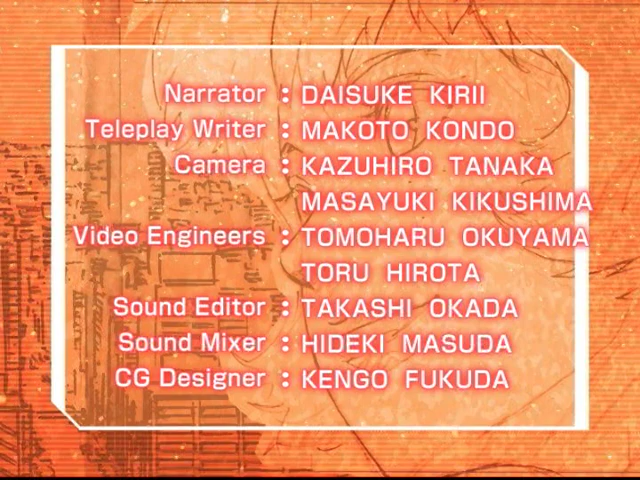 Narrator : DAISUKE KIRII
Teleplay Writer : MAKOTO KONDO
Camera : KAZUHIRO TANAKA
MASAYUKI KIKUSHIMA
Video Engineers : TOMOHARU OKUYAMA
TORU HIROTA
Sound Editor : TAKASHI OKADA
Sound Mixer : HIDEKI MASUDA
CG Designer : KENGO FUKUDA